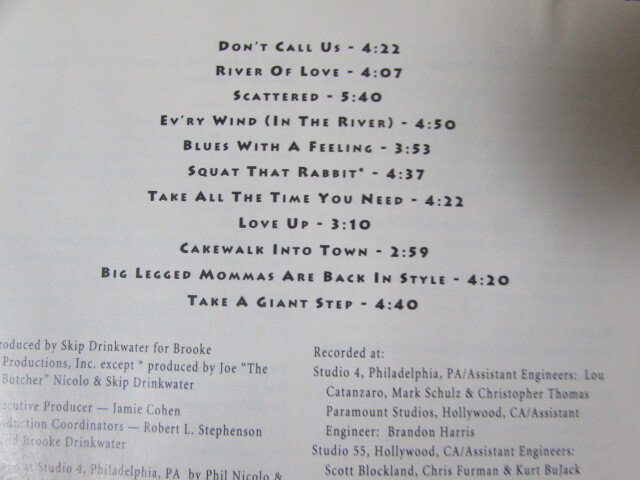 Don't Call Us - 4:22
River Of Love - 4:07
Scattered - 5:40
Ev'ry Wind (In The River) - 4:50
Blues With A Feeling - 3:53
Squat That Rabbit* - 4:37
Take All The Time You Need - 4:22
Love Up - 3:10
Cakewalk Into Town - 2:59
Big Legged Mommas Are Back In Style - 4:20
Take A Giant Step - 4:40
roduced by Skip Drinkwater for Brooke
Productions, Inc. except * produced by Joe "The
Butcher" Nicolo & Skip Drinkwater
ecutive Producer — Jamie Cohen
duction Coordinators — Robert L. Stephenson
Brooke Drinkwater
at Studio 4, Philadelphia, PA by Phil Nicolo &
Recorded at:
Studio 4, Philadelphia, PA/Assistant Engineers: Lou
Catanzaro, Mark Schulz & Christopher Thomas
Paramount Studios, Hollywood, CA/Assistant
Engineer: Brandon Harris
Studio 55, Hollywood, CA/Assistant Engineers:
Scott Blockland, Chris Furman & Kurt BuJack